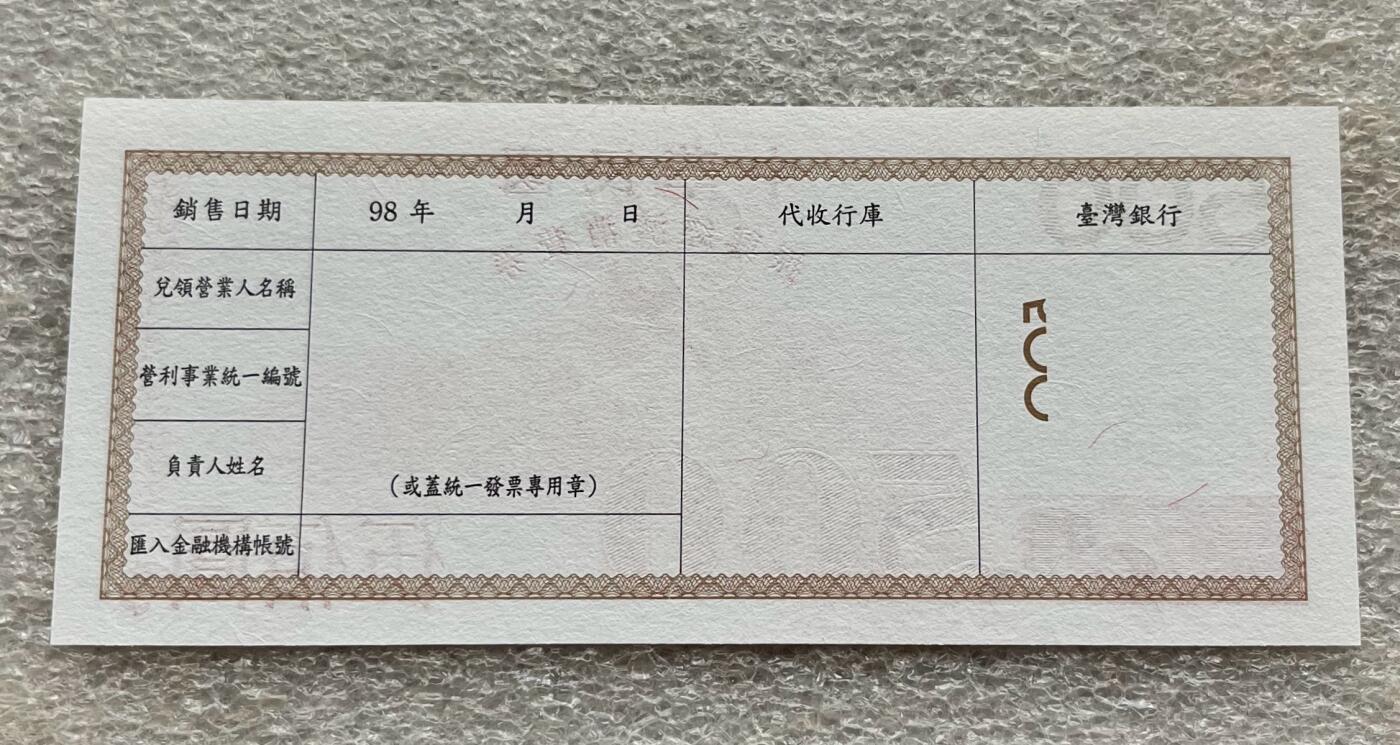 銷售日期 98 年 月 日 代收行庫 臺灣銀行
兌領營業人名稱
營利事業統一編號
負責人姓名
（或蓋統一發票專用章）
匯入金融機構帳號